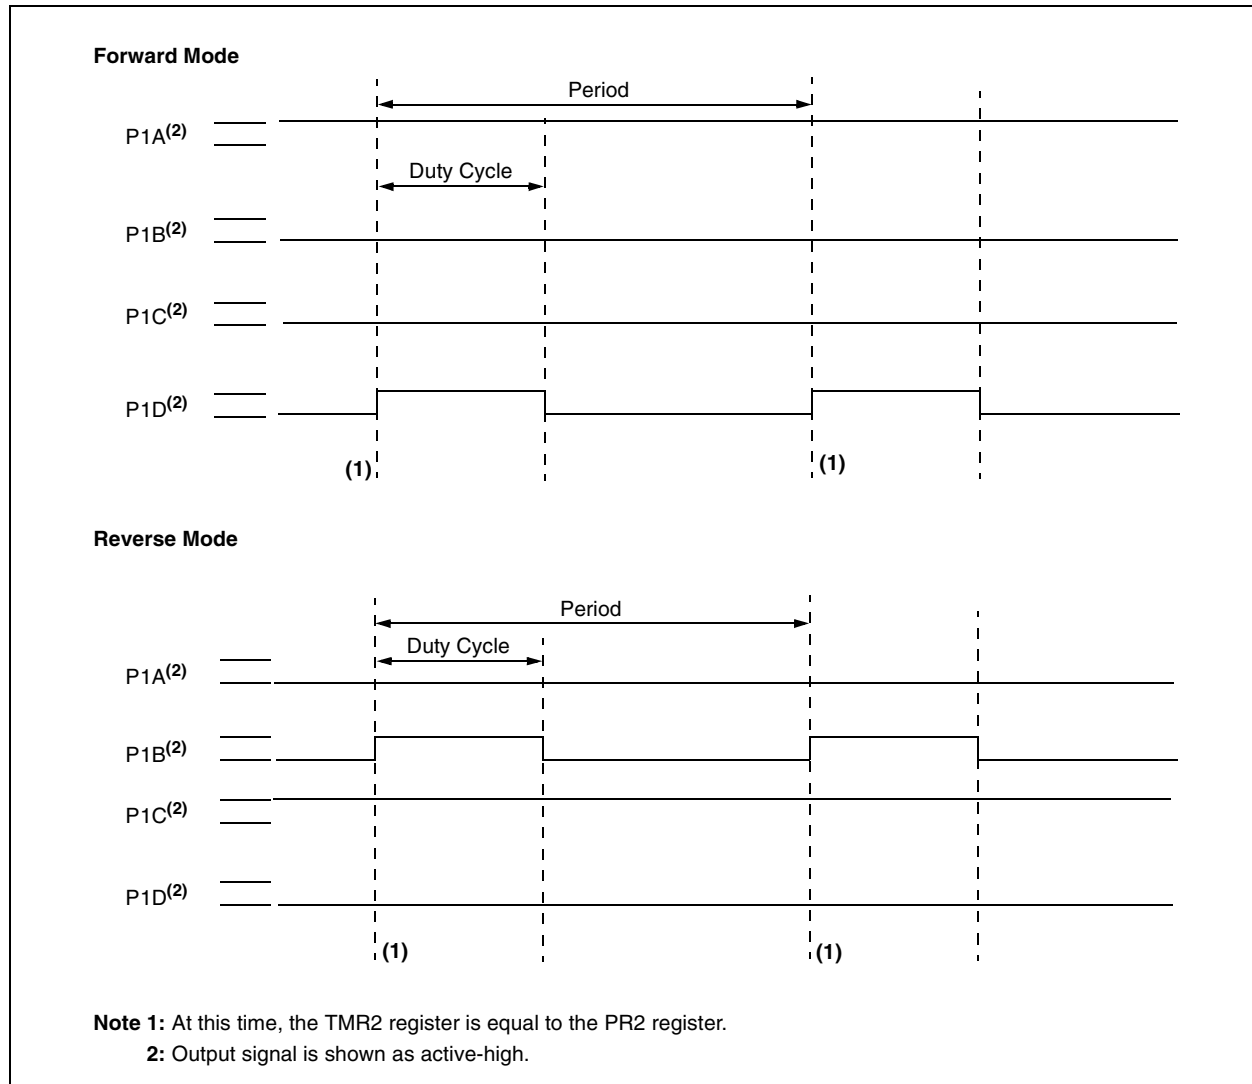 Forward Mode
Period
P1A(2)
Duty Cycle
P1B(2)
P1C(2)
P1D(2)
(1)
(1)
Reverse Mode
Period
Duty Cycle
P1A(2)
P1B(2)
P1C(2)
P1D(2)
(1)
(1)
Note 1: At this time, the TMR2 register is equal to the PR2 register.
2: Output signal is shown as active-high.